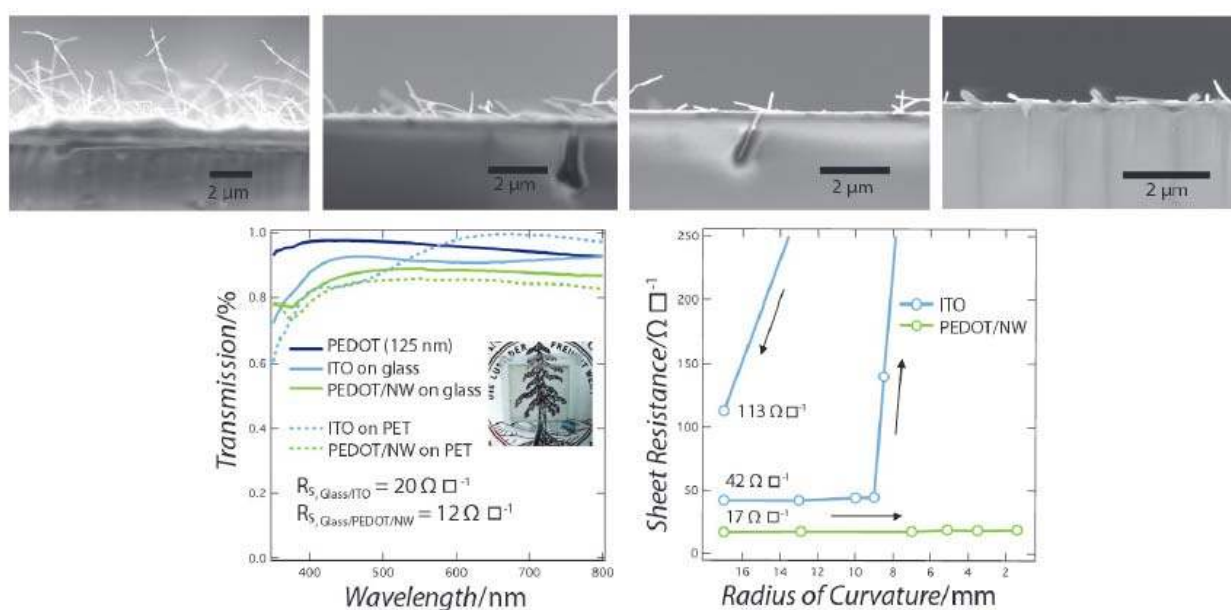 2 µm
2 µm
2 µm
2 µm
Transmission/%
1.0
0.8
0.6
0.4
0.2
0.0
PEDOT (125 nm)
ITO on glass
PEDOT/NW on glass
ITO on PET
PEDOT/NW on PET
R S, Glass/ITO = 20 Ω □ -1
R S, Glass/PEDOT/NW = 12 Ω □ -1
400 500 600 700 800
Wavelength/nm
Sheet Resistance/Ω □ -1
250
200
150
100
50
0
ITO
PEDOT/NW
113 Ω □ -1
42 Ω □ -1
17 Ω □ -1
16 14 12 10 8 6 4 2
Radius of Curvature/mm